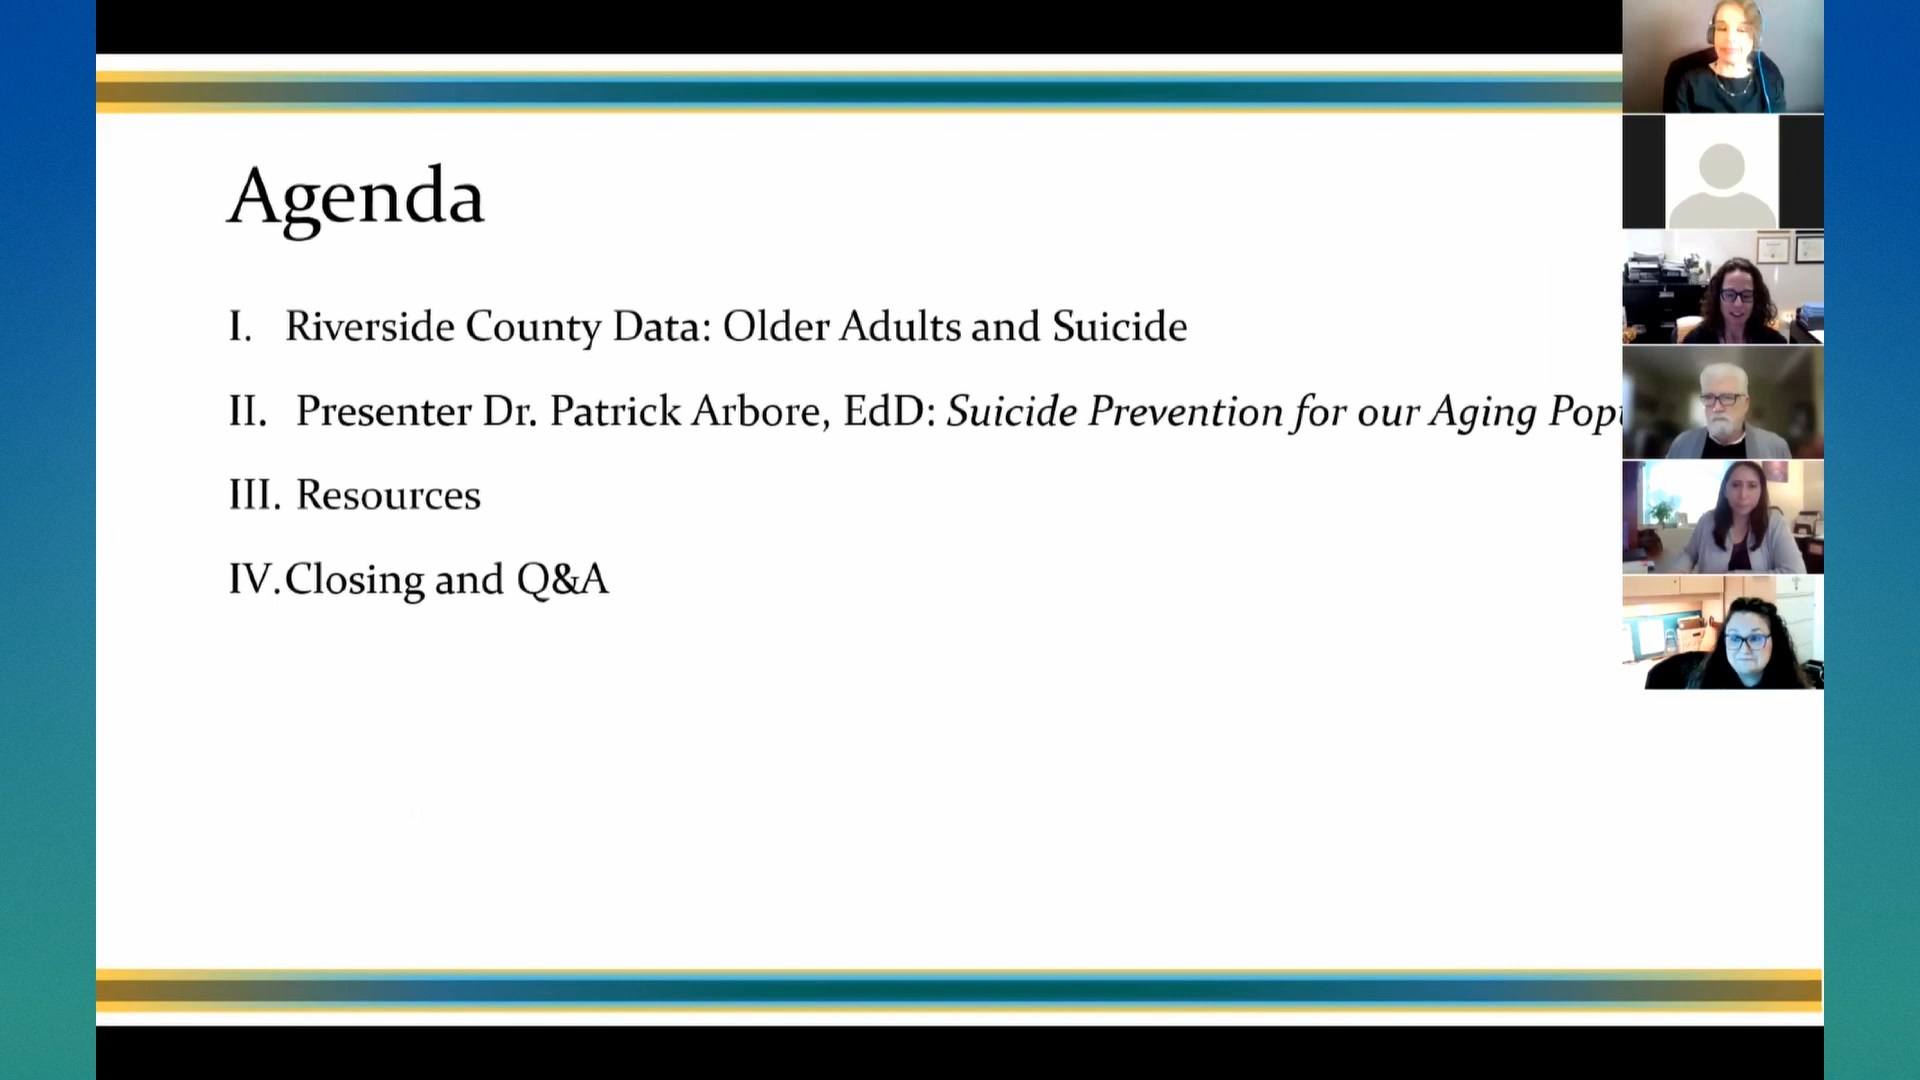 Agenda
I. Riverside County Data: Older Adults and Suicide
II. Presenter Dr. Patrick Arbore, EdD: Suicide Prevention for our Aging
III. Resources
IV. Closing and Q&A